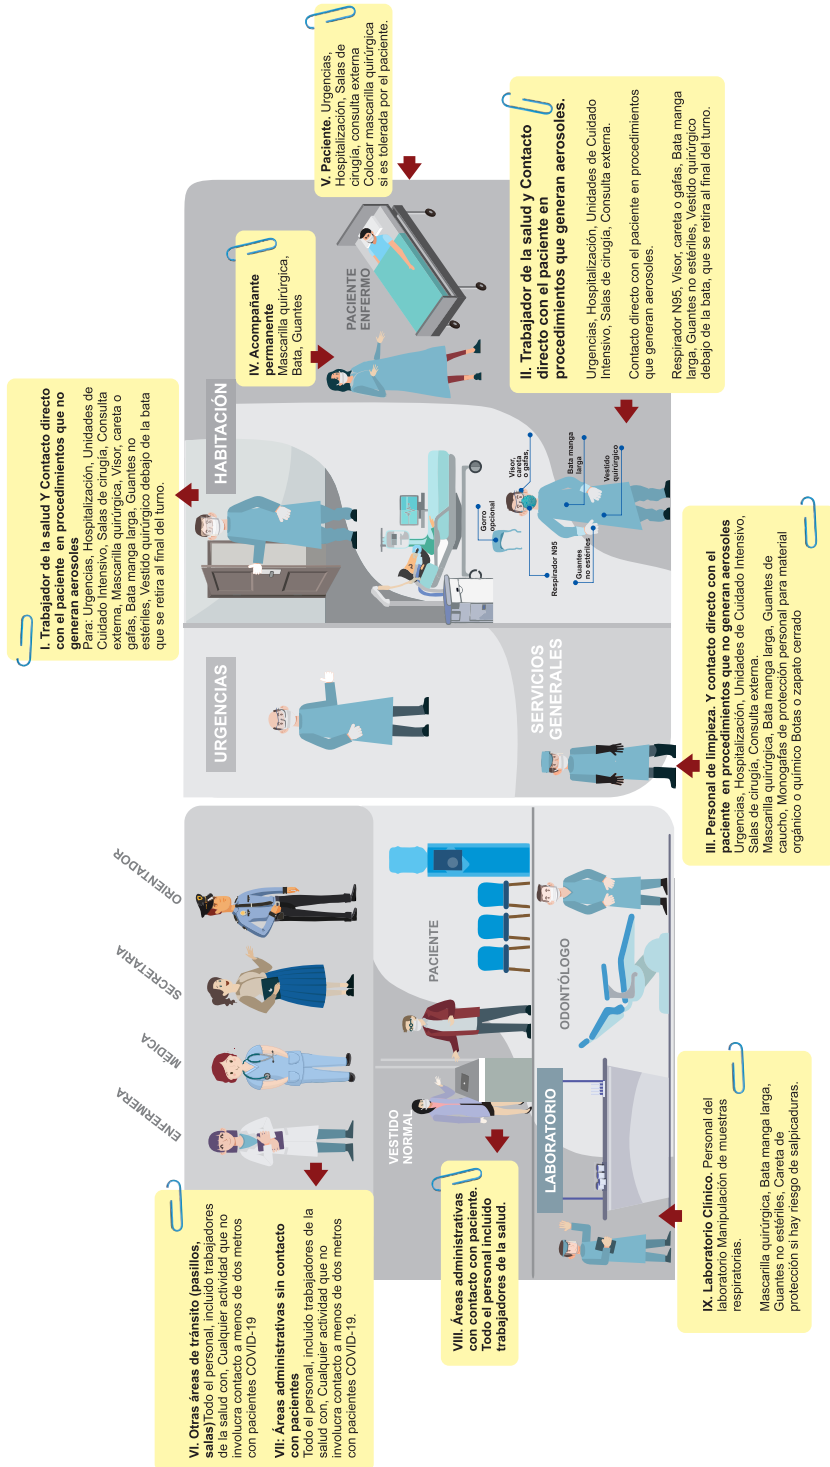 I. Trabajador de la salud Y Contacto directo
con el paciente en procedimientos que no
generan aerosoles
Para: Urgencias, Hospitalización, Unidades de
Cuidado Intensivo, Salas de cirugía, Consulta
externa, Mascarilla quirúrgica, Visor, careta o
gafas, Bata manga larga, Guantes no
estériles, Vestido quirúrgico debajo de la bata
que se retira al final del turno.
IV. Acompañante
permanente
Mascarilla quirúrgica,
Bata, Guantes
V. Paciente. Urgencias,
Hospitalización, Salas de
cirugía, consulta externa
Colocar mascarilla quirúrgica
si es tolerada por el paciente.
II. Trabajador de la salud y Contacto
directo con el paciente en
procedimientos que generan aerosoles.
Urgencias, Hospitalización, Unidades de Cuidado
Intensivo, Salas de cirugía, Consulta externa.
Contacto directo con el paciente en procedimientos
que generan aerosoles.
Respirador N95, Visor, careta o gafas, Bata manga
larga, Guantes no estériles, Vestido quirúrgico
debajo de la bata, que se retira al final del turno.
HABITACIÓN
PACIENTE
ENFERMO
Gorro
opcional
Visor,
careta
o gafas,
Bata manga
larga
Vestido
quirúrgico
Respirador N95
Guantes
no estériles
URGENCIAS
SERVICIOS
GENERALES
III. Personal de limpieza. Y contacto directo con el
paciente en procedimientos que no generan aerosoles
Urgencias, Hospitalización, Unidades de Cuidado Intensivo,
Salas de cirugía, Consulta externa.
Mascarilla quirúrgica, Bata manga larga, Guantes de
caucho, Monogafas de protección personal para material
orgánico o químico Botas o zapato cerrado
ENFERMERA
MÉDICA
SECRETARIA
ORIENTADOR
VI. Otras áreas de tránsito (pasillos,
salas)Todo el personal, incluido trabajadores
de la salud con, Cualquier actividad que no
involucra contacto a menos de dos metros
con pacientes COVID-19
VII: Áreas administrativas sin contacto
con pacientes
Todo el personal, incluido trabajadores de la
salud con, Cualquier actividad que no
involucra contacto a menos de dos metros
con pacientes COVID-19.
VESTIDO
NORMAL
PACIENTE
VIII. Áreas administrativas
con contacto con paciente.
Todo el personal incluido
trabajadores de la salud.
LABORATORIO
ODONTÓLOGO
IX. Laboratorio Clínico. Personal del
laboratorio Manipulación de muestras
respiratorias.
Mascarilla quirúrgica, Bata manga larga,
Guantes no estériles, Careta de
protección si hay riesgo de salpicaduras.